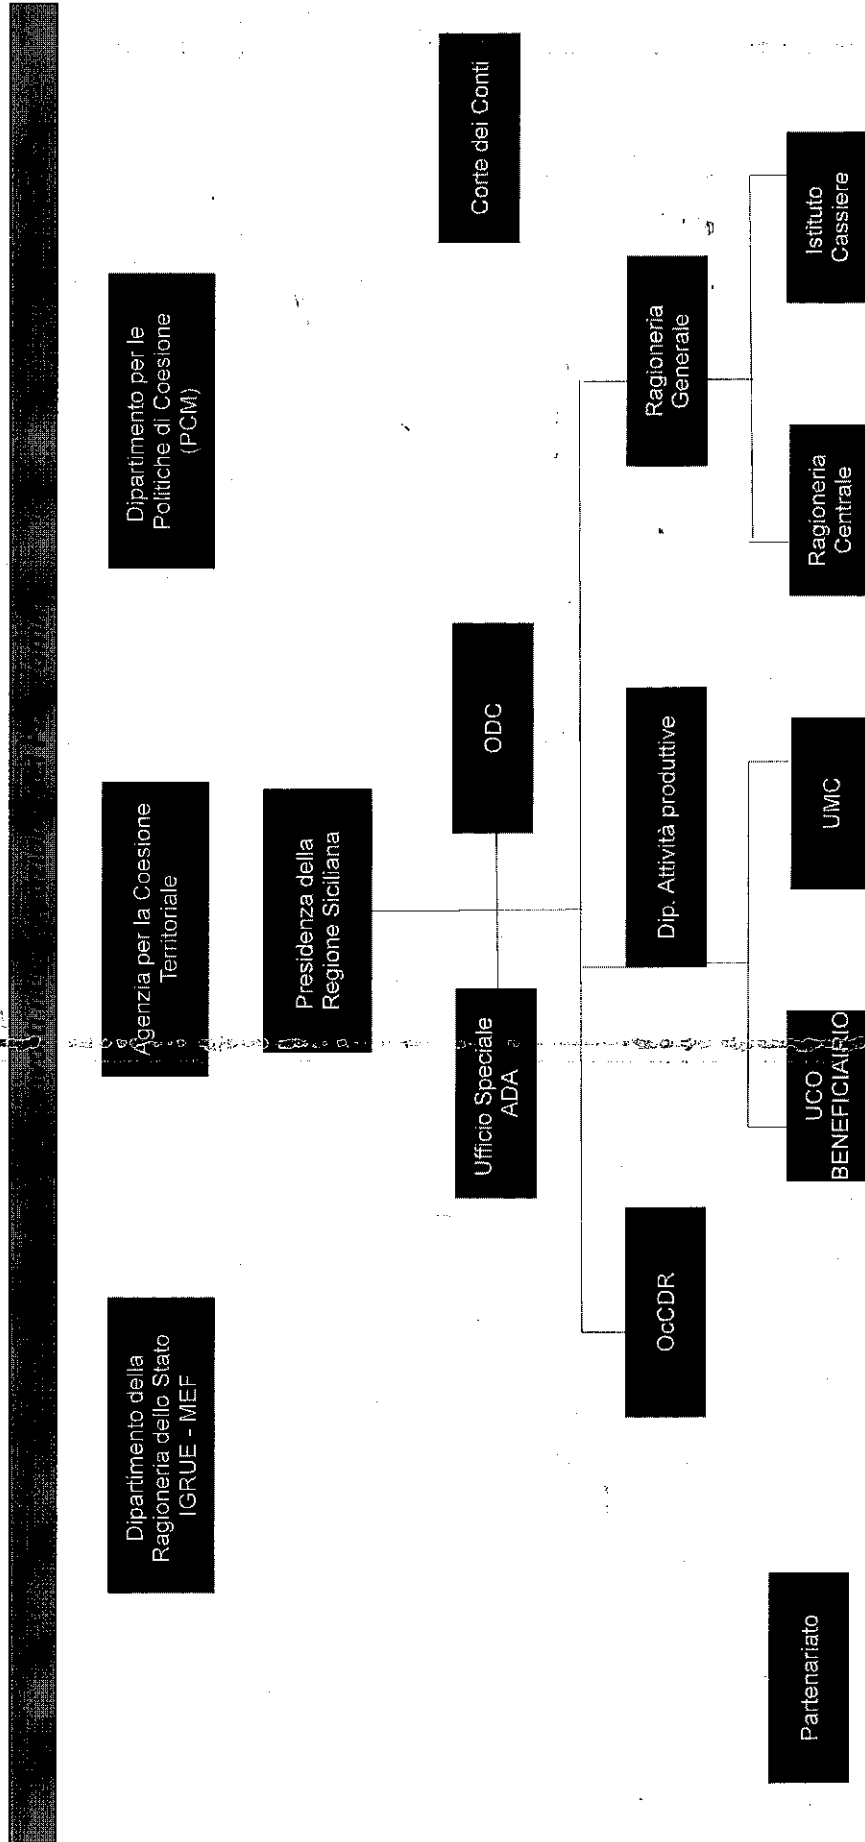 Dipartimento della
Ragioneria dello Stato
IGRUE - MEF
Agenzia per la Coesione
Territoriale
Dipartimento per le
Politiche di Coesione
(PCM)
Presidenza della
Regione Siciliana
Ufficio Speciale
ADA
ODC
Corte dei Conti
OcCDR
Dip. Attività produttive
Ragioneria
Generale
Partenariato
UCO
BENEFICIAIRIO
UMC
Ragioneria
Centrale
Istituto
Cassiere